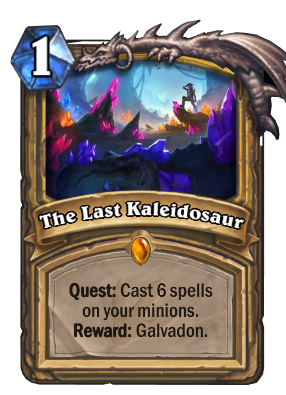 1
The Last Kaleidosaur
Quest: Cast 6 spells
on your minions.
Reward: Galvadon.